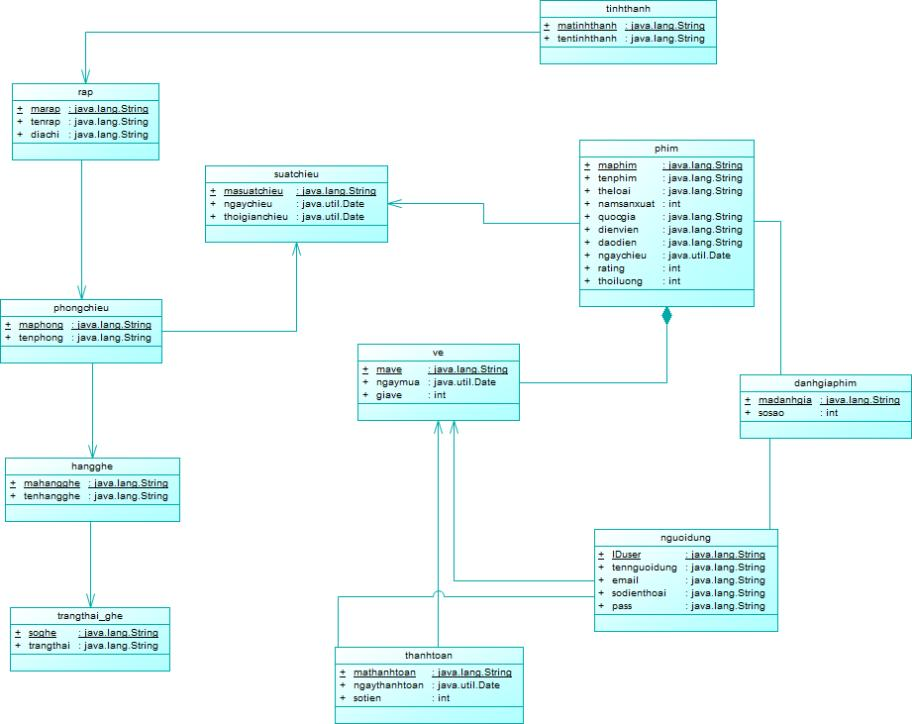 tinhthanh
+ matinhthanh : java.lang.String
+ tentinhthanh : java.lang.String
rap
+ marap : java.lang.String
+ tenrap : java.lang.String
+ diachi : java.lang.String
suatchieu
+ masuatchieu : java.lang.String
+ ngaychieu : java.util.Date
+ thoigianchieu : java.util.Date
phim
+ maphim : java.lang.String
+ tenphim : java.lang.String
+ theloai : java.lang.String
+ namsanxuat : int
+ quocgia : java.lang.String
+ dienvien : java.lang.String
+ daodien : java.lang.String
+ ngaychieu : java.util.Date
+ rating : int
+ thoiluong : int
phongchieu
+ maphong : java.lang.String
+ tenphong : java.lang.String
ve
+ mave : java.lang.String
+ ngaymua : java.util.Date
+ giave : int
danhgiaphim
+ madanhgia : java.lang.String
+ sosao : int
hangghe
+ mahangghe : java.lang.String
+ tenhangghe : java.lang.String
nguoidung
+ IDuser : java.lang.String
+ tennguoidung : java.lang.String
+ email : java.lang.String
+ sodienthoai : java.lang.String
+ pass : java.lang.String
trangthai_ghe
+ soghe : java.lang.String
+ trangthai : java.lang.String
thanhtoan
+ mathanhtoan : java.lang.String
+ ngaythanhtoan : java.util.Date
+ sotien : int